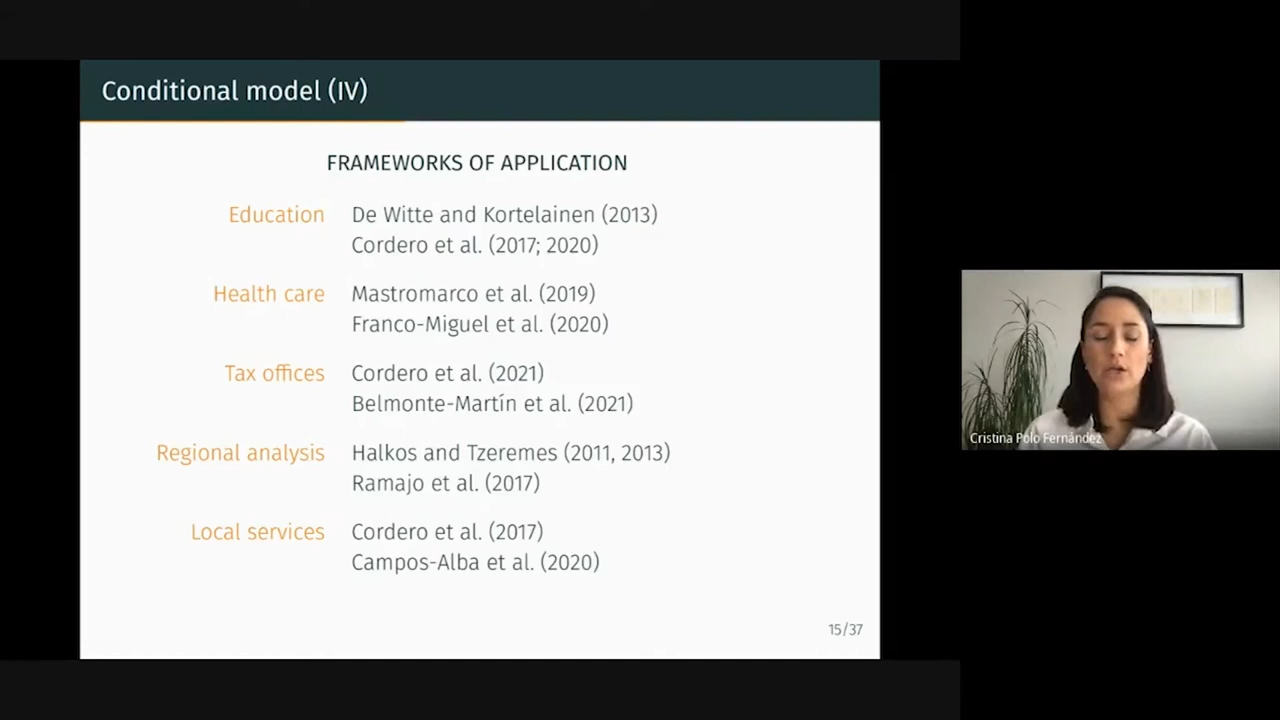 Conditional model (IV)
FRAMEWORKS OF APPLICATION
Education De Witte and Kortelainen (2013)
Cordero et al. (2017; 2020)
Health care Mastromarco et al. (2019)
Franco-Miguel et al. (2020)
Tax offices Cordero et al. (2021)
Belmonte-Martín et al. (2021)
Regional analysis Halkos and Tzeremes (2011, 2013)
Ramajo et al. (2017)
Local services Cordero et al. (2017)
Campos-Alba et al. (2020)
15/37
Cristina Polo Fernández